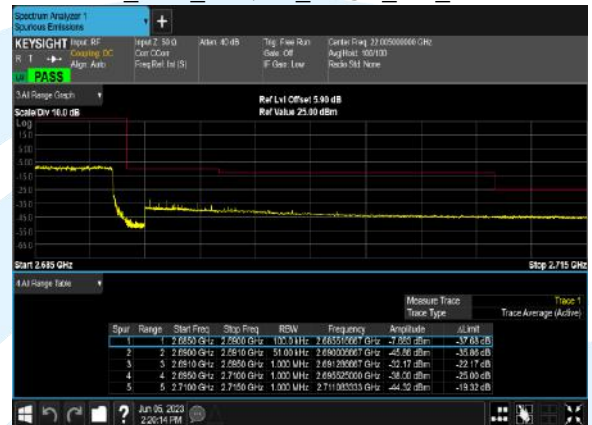 Spectrum Analyzer 1
Spurious Emissions
+
KEYSIGHT Input: RF Input Z: 50 Ω Atten: 40 dB Trig: Free Run Center Freq: 22.005000000 GHz
R T Coupling: DC Corr CCorr Gate: Off Avg|Hold: 100/100
Align: Auto Freq Ref: Int (S) IF Gain: Low Radio Std: None
PASS
3.All Range Graph
Ref Lvl Offset 5.90 dB
Scale/Div 10.0 dB Ref Value 25.00 dBm
Log
15.0
5.00
-5.00
-15.0
-25.0
-35.0
-45.0
-55.0
-65.0
Start 2.685 GHz Stop 2.715 GHz
4.All Range Table
Measure Trace Trace 1
Trace Type Trace Average (Active)
Spur Range Start Freq Stop Freq RBW Frequency Amplitude ΔLimit
1 1 2.6850 GHz 2.6900 GHz 100.0 kHz 2.685516667 GHz -7.683 dBm -37.68 dB
2 2 2.6900 GHz 2.6910 GHz 51.00 kHz 2.690006667 GHz -45.86 dBm -35.86 dB
3 3 2.6910 GHz 2.6950 GHz 1.000 MHz 2.691286667 GHz -32.17 dBm -22.17 dB
4 4 2.6950 GHz 2.7100 GHz 1.000 MHz 2.695525000 GHz -38.00 dBm -25.00 dB
5 5 2.7100 GHz 2.7150 GHz 1.000 MHz 2.711083333 GHz -44.32 dBm -19.32 dB
? Jun 05, 2023
2:20:14 PM